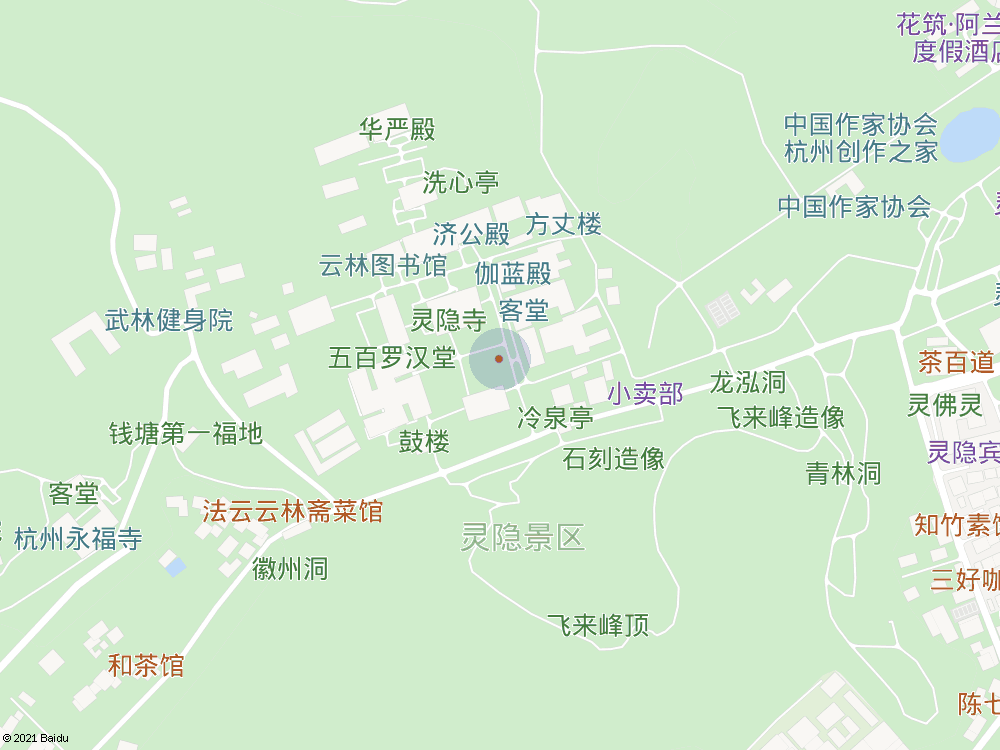 花筑·阿兰
度假酒店
中国作家协会
杭州创作之家
华严殿
洗心亭
中国作家协会
济公殿
方丈楼
云林图书馆
伽蓝殿
客堂
灵隐寺
武林健身院
五百罗汉堂
茶百道
龙泓洞
小卖部
灵佛灵
飞来峰造像
冷泉亭
钱塘第一福地
鼓楼
石刻造像
灵隐宾
青林洞
客堂
法云云林斋菜馆
知竹素
杭州永福寺
灵隐景区
徽州洞
三好咖
飞来峰顶
和茶馆
陈七
© 2021 Baidu